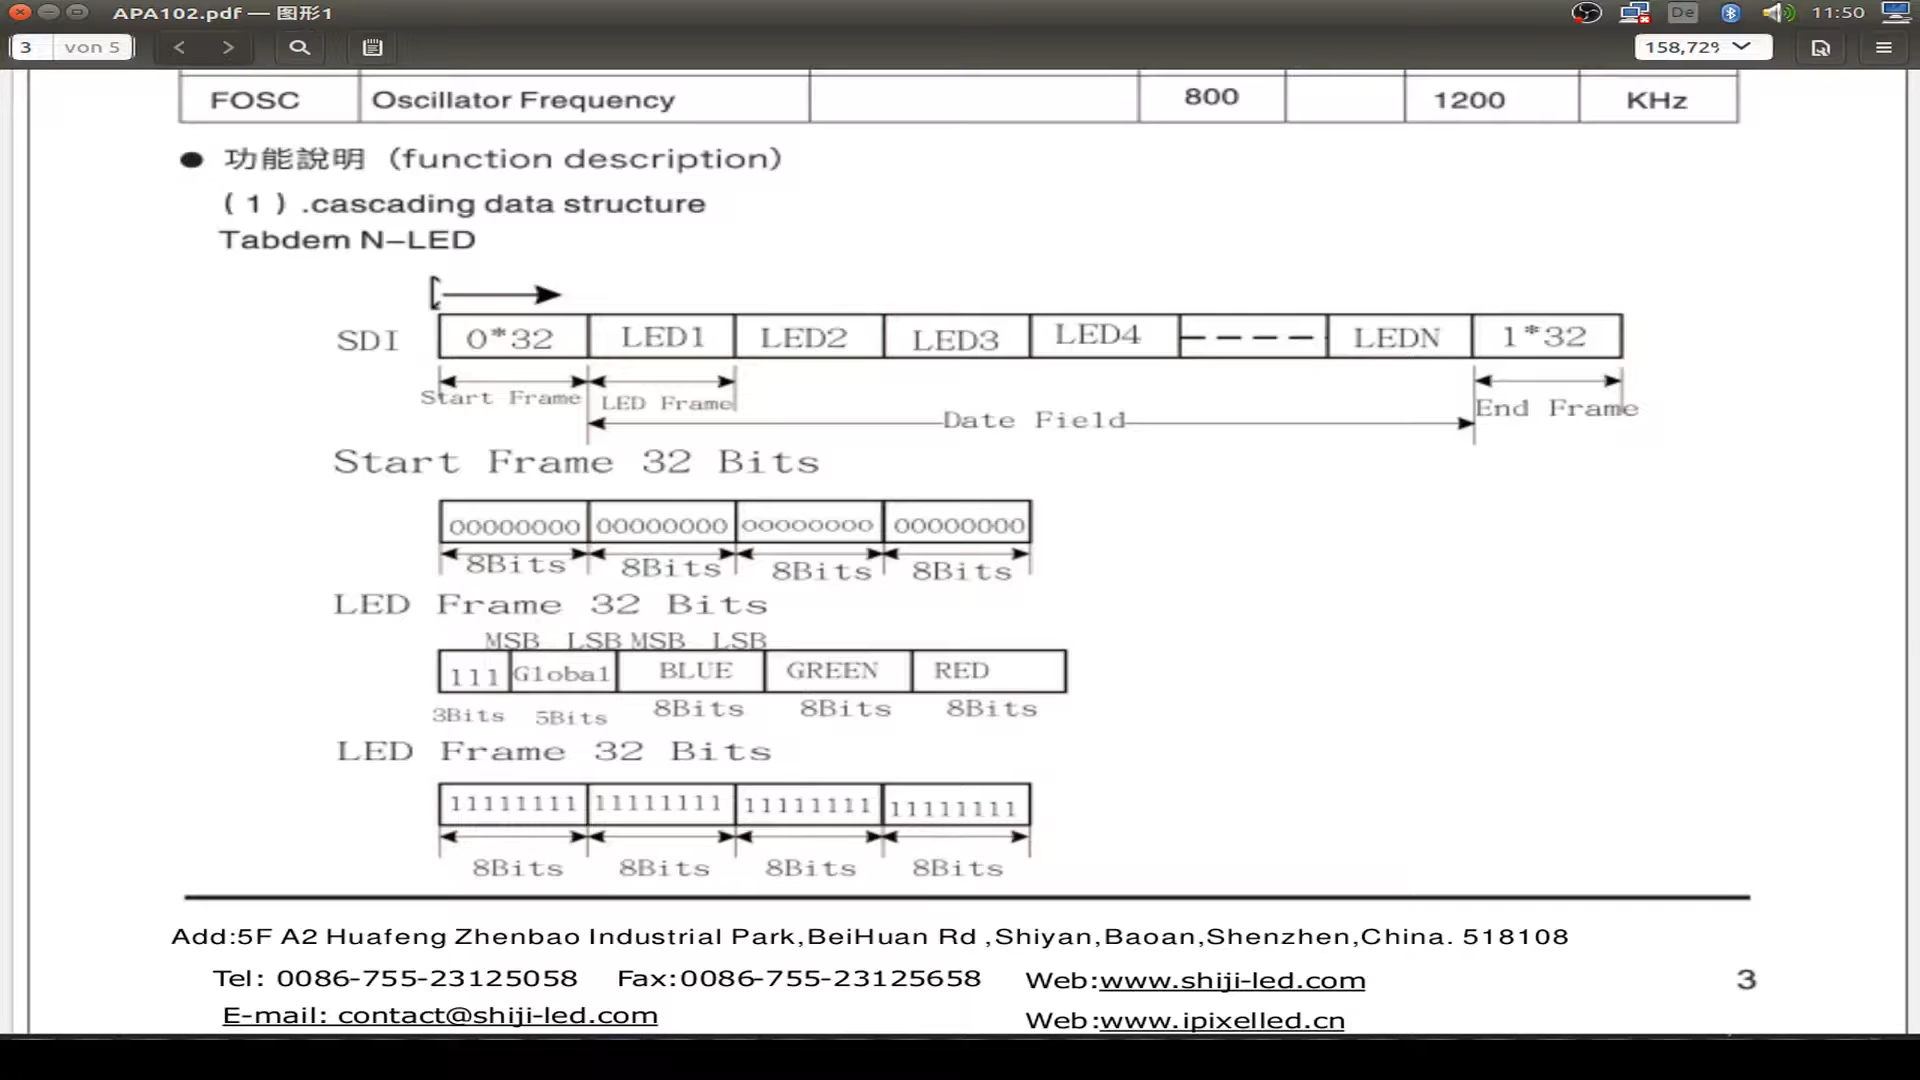 APA102.pdf — 图形1
De
11:50
3 von 5
158,72%
FOSC Oscillator Frequency 800 1200 KHz
● 功能說明（function description）
（1）.cascading data structure
Tabdem N–LED
SDI 0*32 LED1 LED2 LED3 LED4 LEDN 1*32
Start Frame LED Frame Date Field End Frame
Start Frame 32 Bits
00000000 00000000 00000000 00000000
8Bits 8Bits 8Bits 8Bits
LED Frame 32 Bits
MSB LSB MSB LSB
111 Global BLUE GREEN RED
3Bits 5Bits 8Bits 8Bits 8Bits
LED Frame 32 Bits
11111111 11111111 11111111 11111111
8Bits 8Bits 8Bits 8Bits
Add:5F A2 Huafeng Zhenbao Industrial Park,BeiHuan Rd ,Shiyan,Baoan,Shenzhen,China. 518108
Tel: 0086-755-23125058 Fax:0086-755-23125658 Web:www.shiji-led.com
3
E-mail: contact@shiji-led.com Web:www.ipixelled.cn